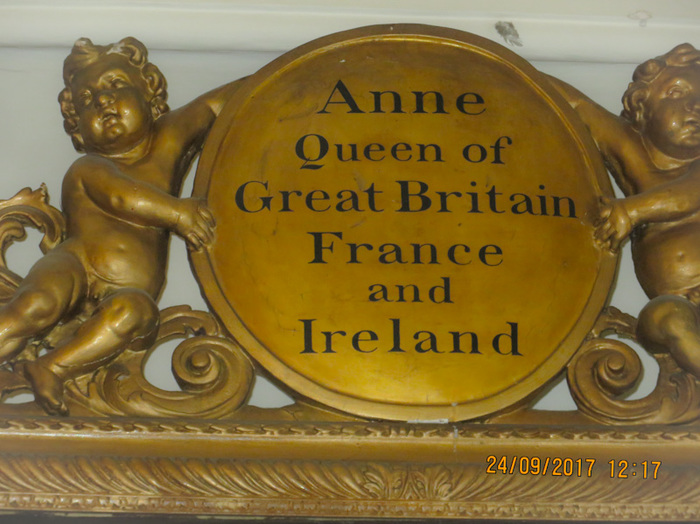 Anne
Queen of
Great Britain
France
and
Ireland
24/09/2017 12:17